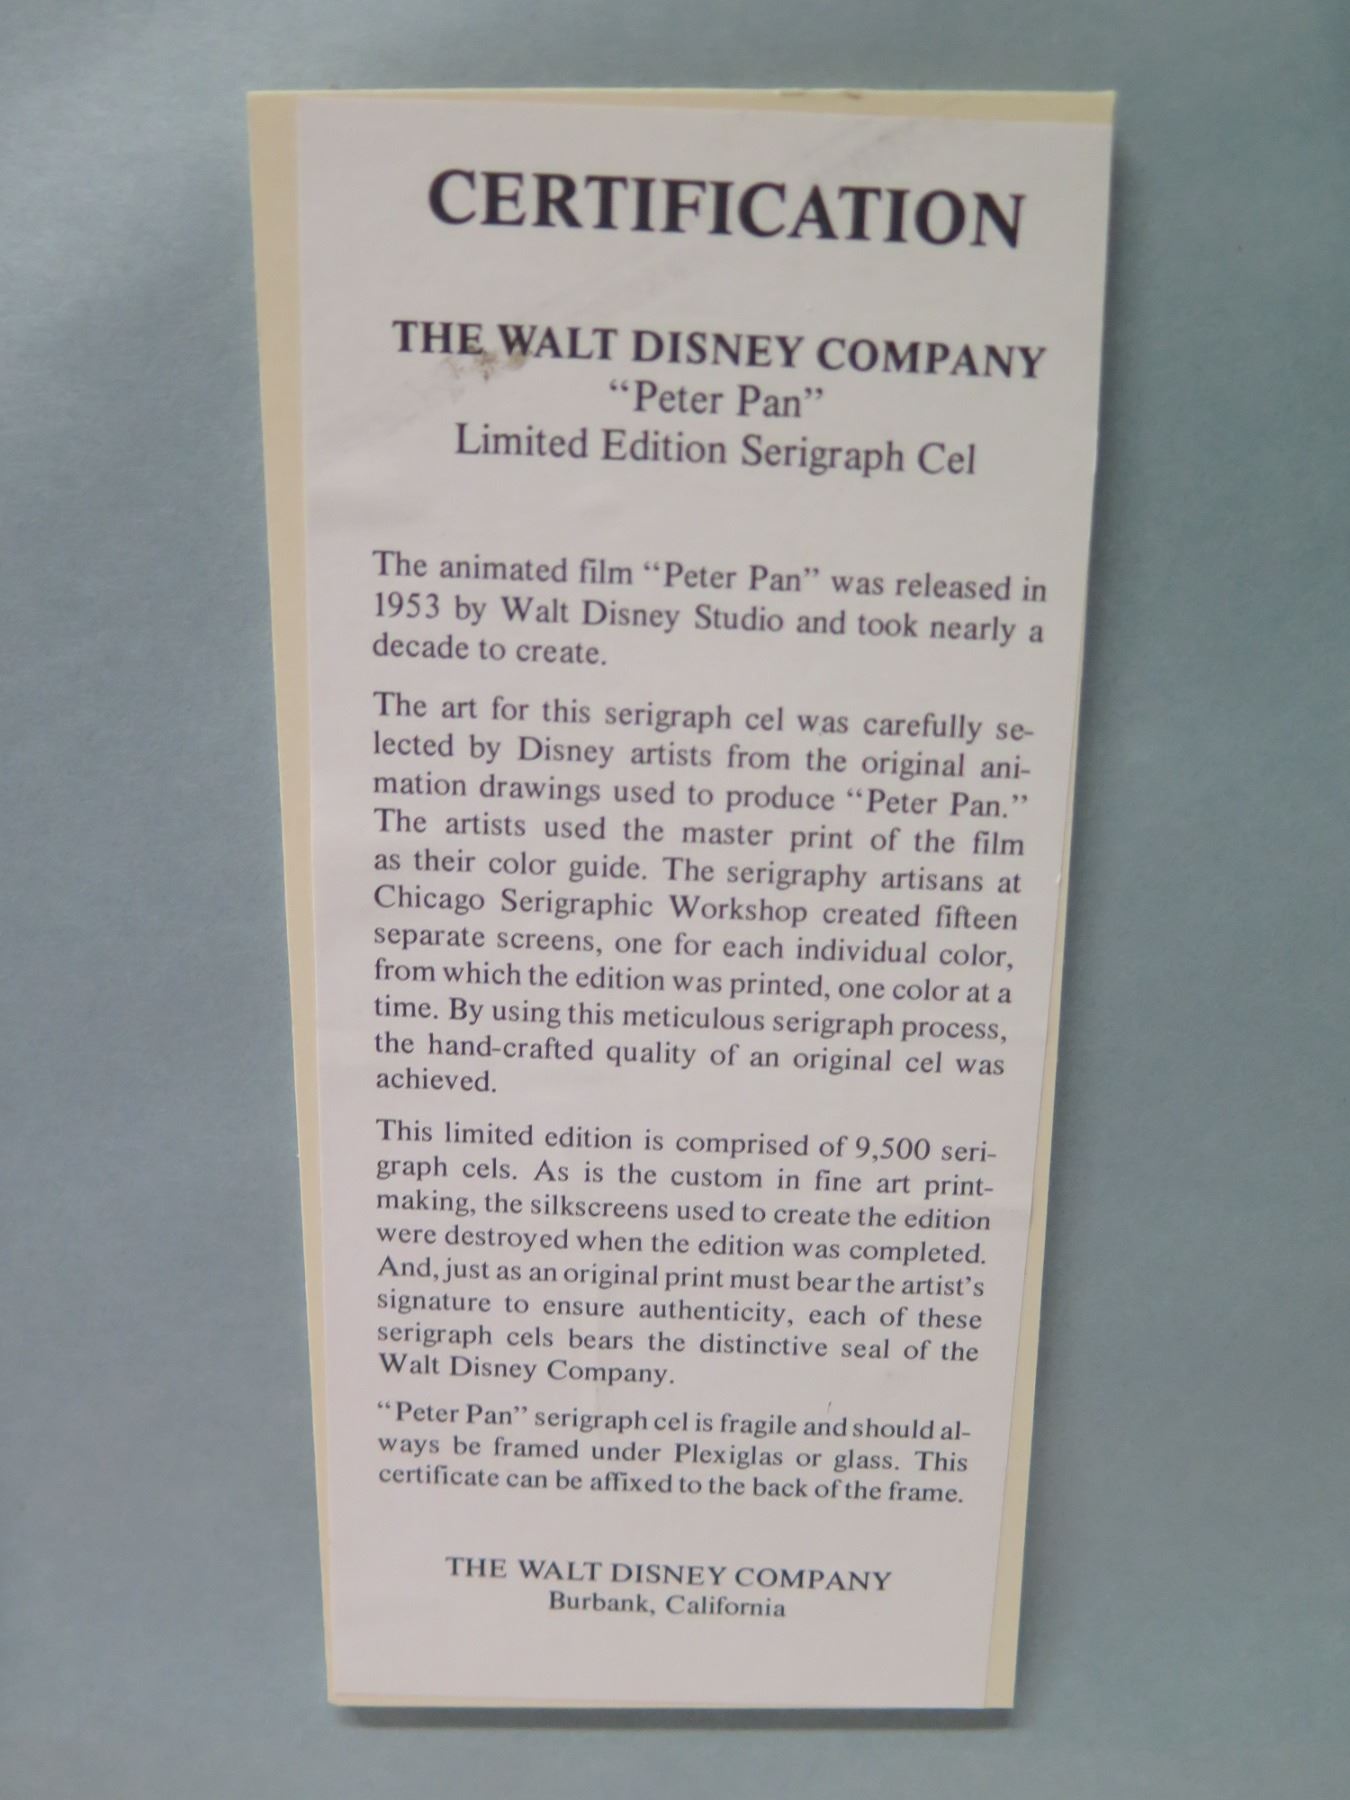 CERTIFICATION
THE WALT DISNEY COMPANY
“Peter Pan”
Limited Edition Serigraph Cel
The animated film “Peter Pan” was released in
1953 by Walt Disney Studio and took nearly a
decade to create.
The art for this serigraph cel was carefully se-
lected by Disney artists from the original ani-
mation drawings used to produce “Peter Pan.”
The artists used the master print of the film
as their color guide. The serigraphy artisans at
Chicago Serigraphic Workshop created fifteen
separate screens, one for each individual color,
from which the edition was printed, one color at a
time. By using this meticulous serigraph process,
the hand-crafted quality of an original cel was
achieved.
This limited edition is comprised of 9,500 seri-
graph cels. As is the custom in fine art print-
making, the silkscreens used to create the edition
were destroyed when the edition was completed.
And, just as an original print must bear the artist’s
signature to ensure authenticity, each of these
serigraph cels bears the distinctive seal of the
Walt Disney Company.
“Peter Pan” serigraph cel is fragile and should al-
ways be framed under Plexiglas or glass. This
certificate can be affixed to the back of the frame.
THE WALT DISNEY COMPANY
Burbank, California